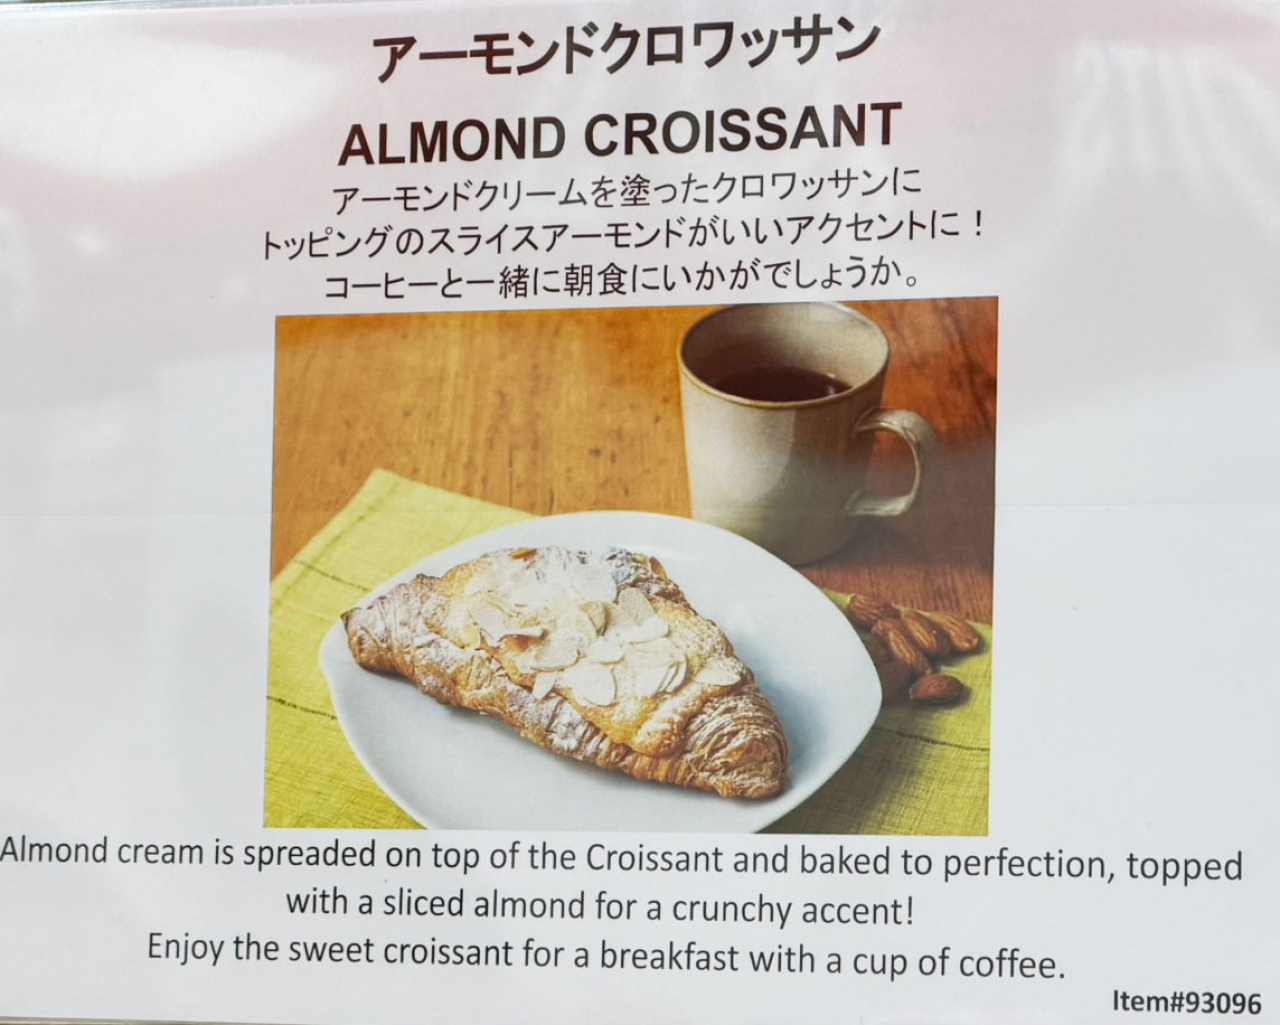 アーモンドクロワッサン
ALMOND CROISSANT
アーモンドクリームを塗ったクロワッサンに
トッピングのスライスアーモンドがいいアクセントに！
コーヒーと一緒に朝食にいかがでしょうか。
Almond cream is spreaded on top of the Croissant and baked to perfection, topped
with a sliced almond for a crunchy accent!
Enjoy the sweet croissant for a breakfast with a cup of coffee.
Item#93096